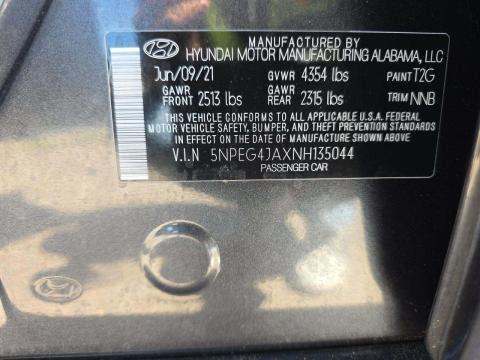 MANUFACTURED BY
HYUNDAI MOTOR MANUFACTURING ALABAMA, LLC
Jun/09/21 GVWR 4354 lbs PAINT T2G
GAWR FRONT 2513 lbs GAWR REAR 2315 lbs TRIM NNB
THIS VEHICLE CONFORMS TO ALL APPLICABLE U.S.A. FEDERAL
MOTOR VEHICLE SAFETY, BUMPER, AND THEFT PREVENTION STANDARDS
IN EFFECT ON THE DATE OF MANUFACTURE SHOWN ABOVE.
V.I.N 5NPEG4JAXNH135044
PASSENGER CAR